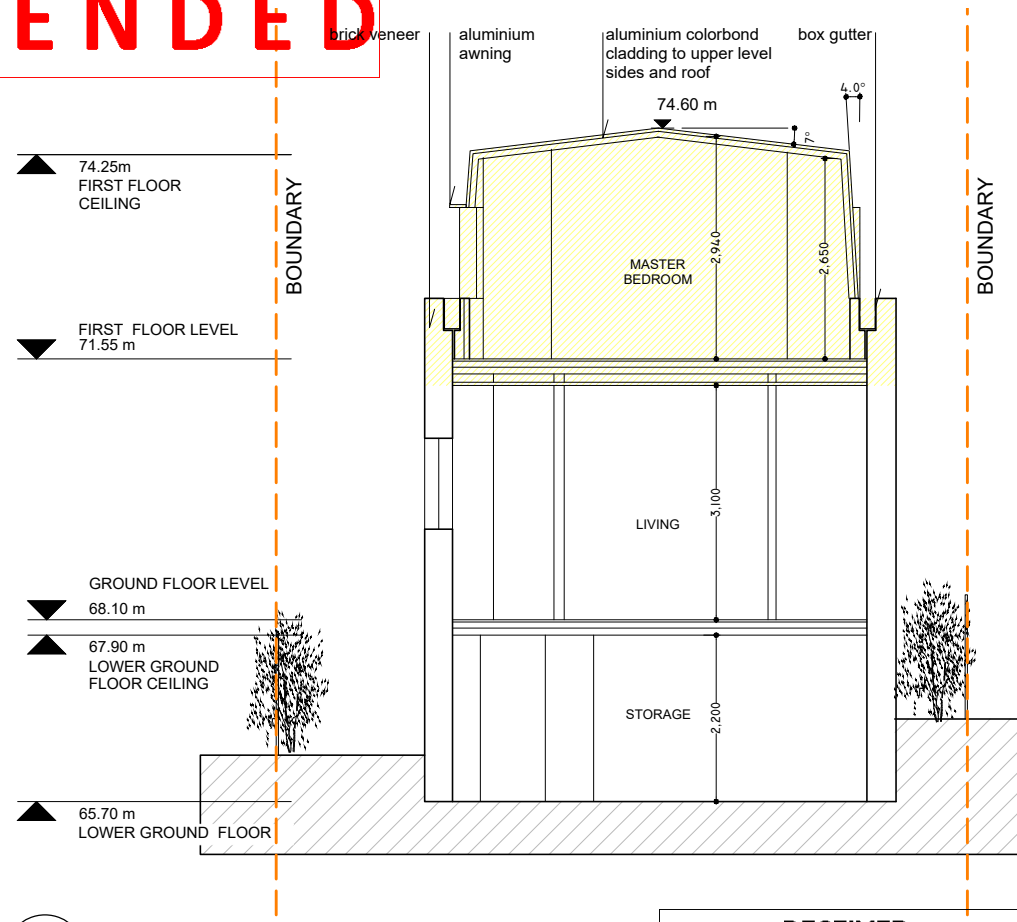 ENDED
brick veneer
aluminium
awning
aluminium colorbond
cladding to upper level
sides and roof
box gutter
4.0°
74.60 m
7°
74.25m
FIRST FLOOR
CEILING
BOUNDARY
BOUNDARY
MASTER
BEDROOM
2,940
2,650
FIRST FLOOR LEVEL
71.55 m
3,100
LIVING
GROUND FLOOR LEVEL
68.10 m
67.90 m
LOWER GROUND
FLOOR CEILING
STORAGE
2,200
65.70 m
LOWER GROUND FLOOR